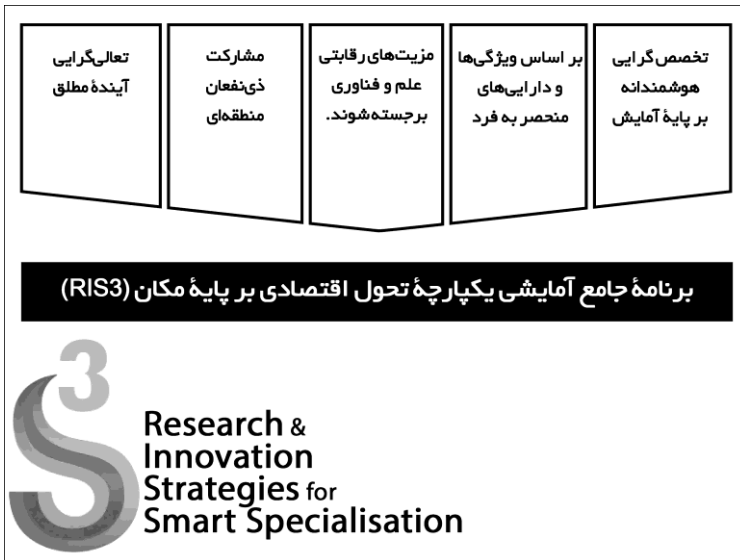 تخصص‌گرایی
هوشمندانه
بر پایهٔ آمایش
بر اساس ویژگی‌ها
و دارایی‌های
منحصر به فرد
مزیت‌های رقابتی
علم و فناوری
برجسته شوند.
مشارکت
ذی‌نفعان
منطقه‌ای
تعالی‌گرایی
آیندهٔ مطلق
برنامهٔ جامع آمایشی یکپارچهٔ تحول اقتصادی بر پایهٔ مکان (RIS3)
S3
Research &
Innovation
Strategies for
Smart Specialisation